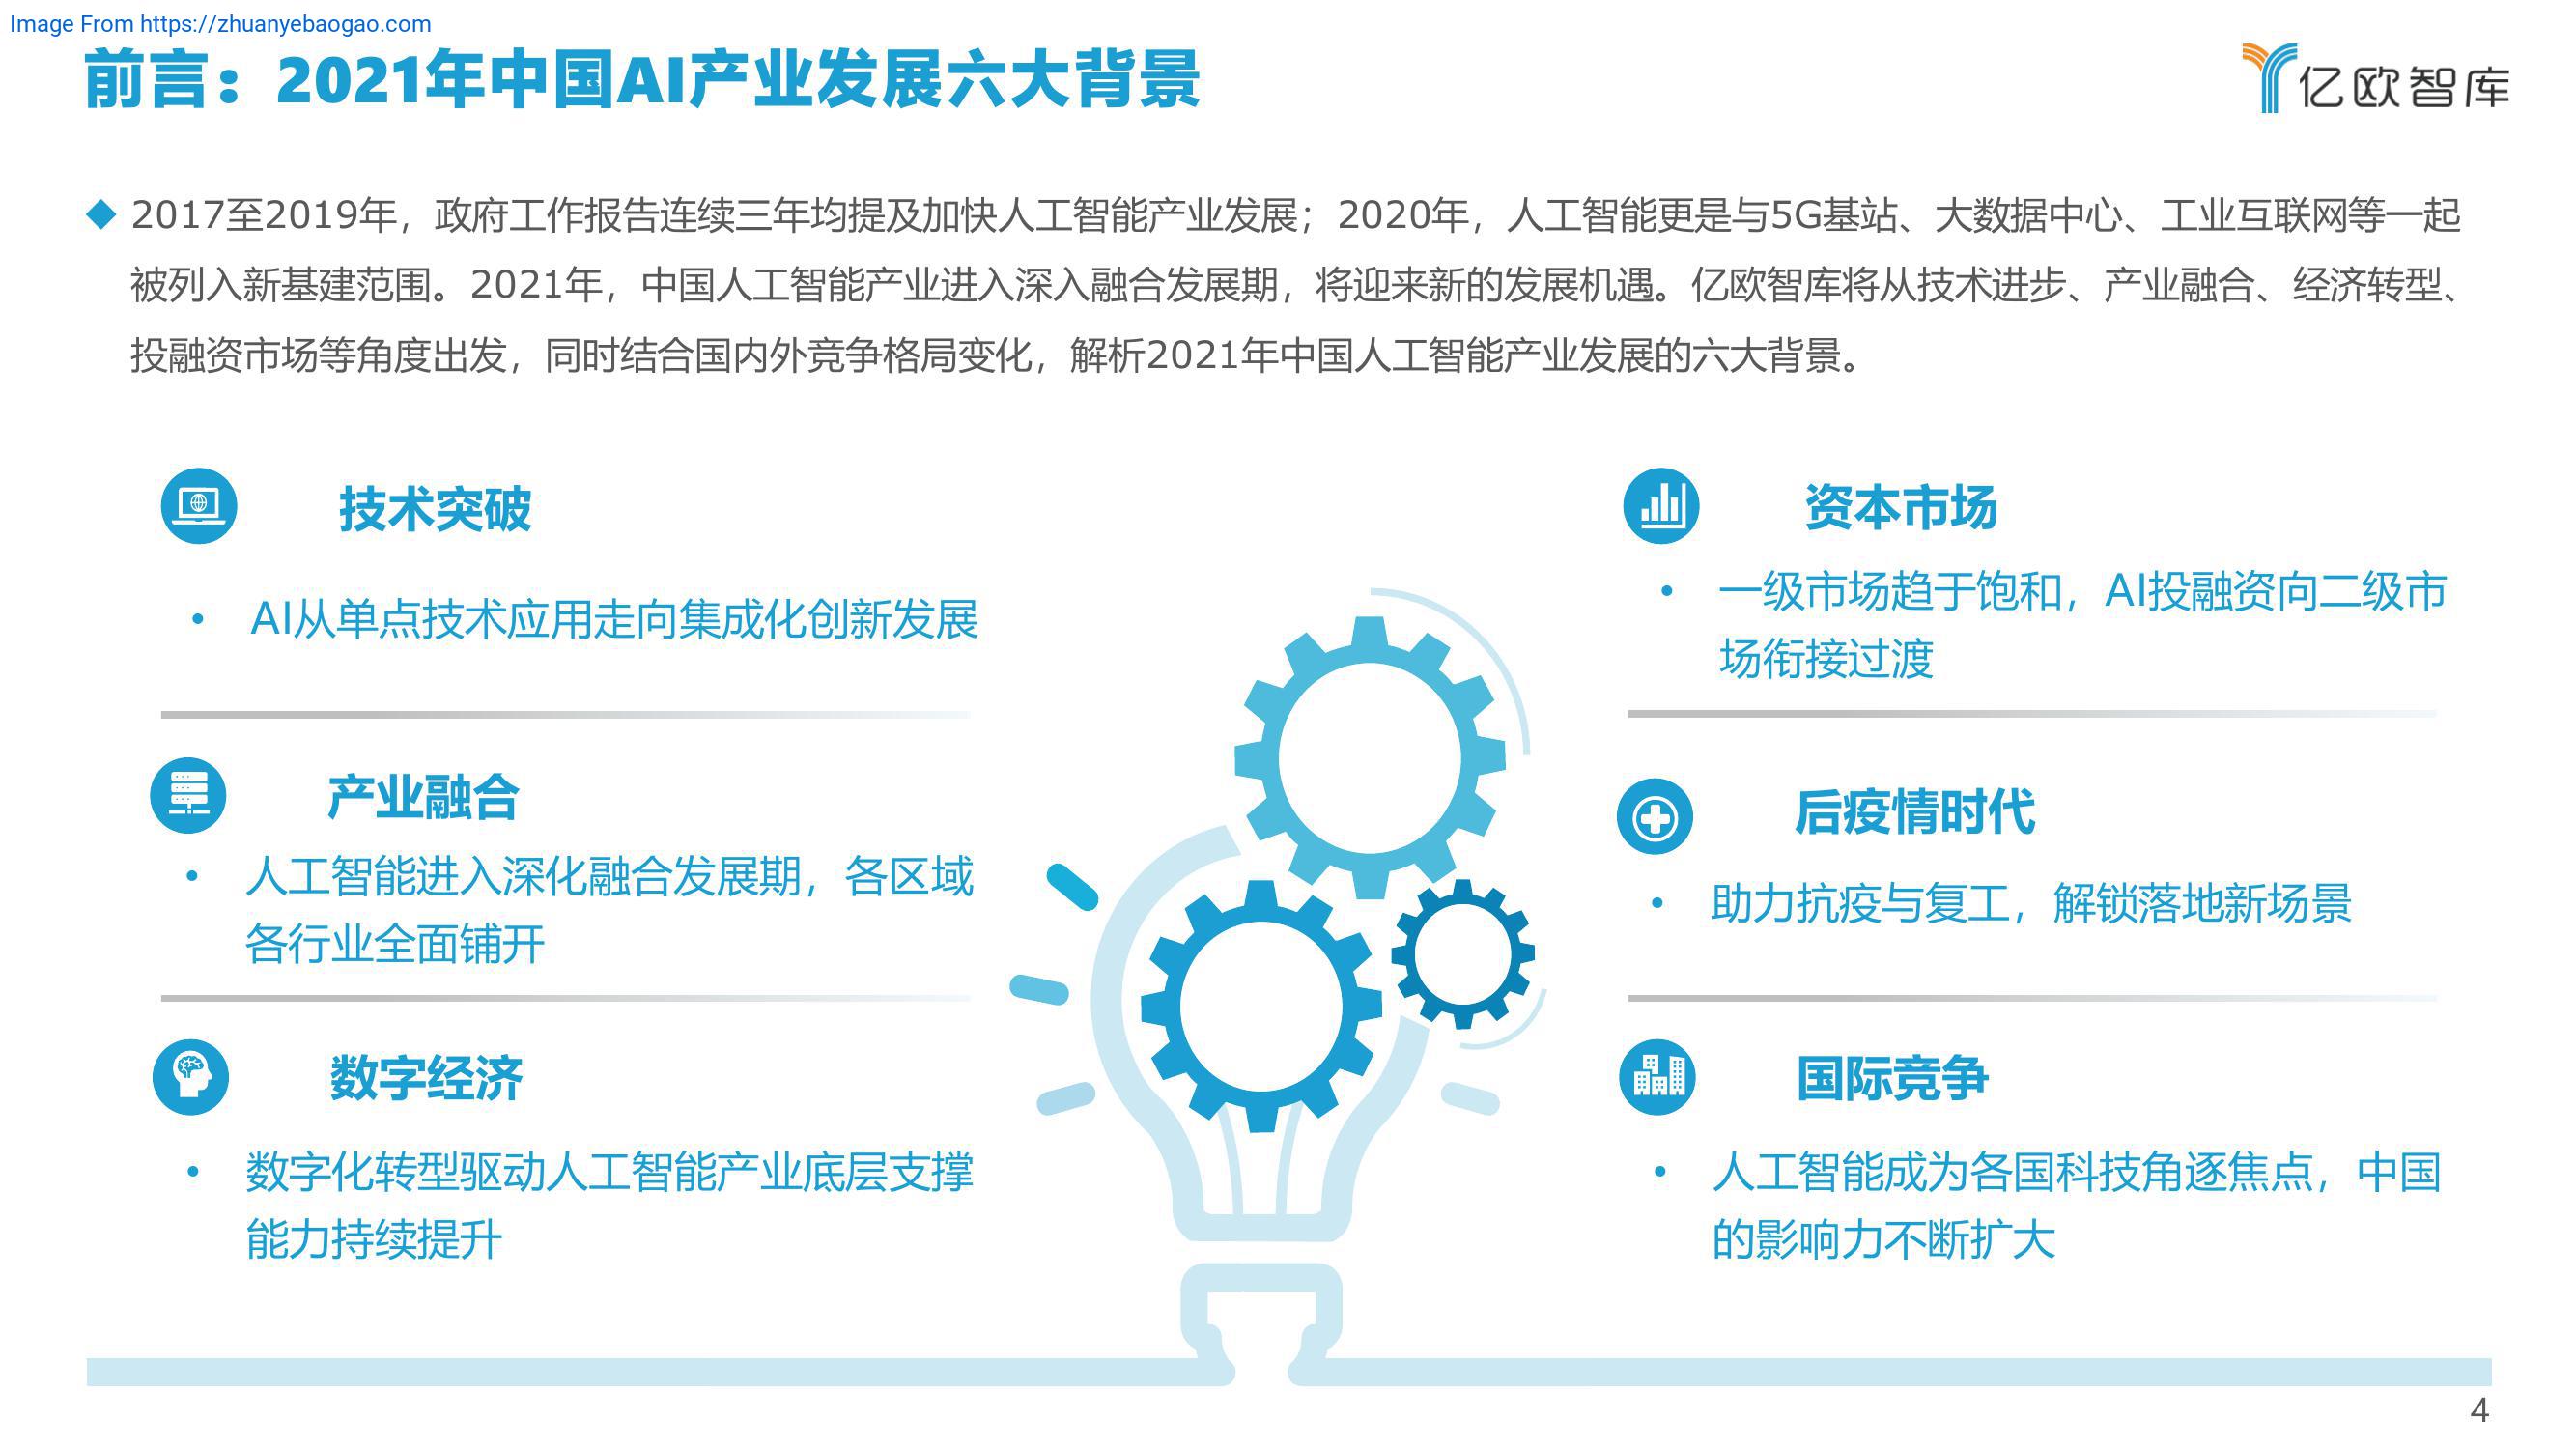 Image From https://zhuanyebaogao.com
前言：2021年中国AI产业发展六大背景
亿欧智库
2017至2019年，政府工作报告连续三年均提及加快人工智能产业发展；2020年，人工智能更是与5G基站、大数据中心、工业互联网等一起
被列入新基建范围。2021年，中国人工智能产业进入深入融合发展期，将迎来新的发展机遇。亿欧智库将从技术进步、产业融合、经济转型、
投融资市场等角度出发，同时结合国内外竞争格局变化，解析2021年中国人工智能产业发展的六大背景。
技术突破
• AI从单点技术应用走向集成化创新发展
产业融合
• 人工智能进入深化融合发展期，各区域
各行业全面铺开
数字经济
• 数字化转型驱动人工智能产业底层支撑
能力持续提升
资本市场
• 一级市场趋于饱和，AI投融资向二级市
场衔接过渡
后疫情时代
• 助力抗疫与复工，解锁落地新场景
国际竞争
• 人工智能成为各国科技角逐焦点，中国
的影响力不断扩大
4